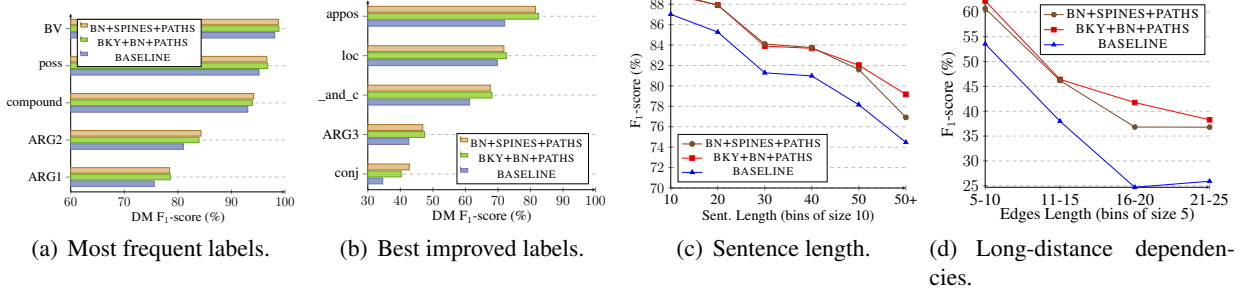 BV
poss
compound
ARG2
ARG1
BN+SPINES+PATHS
BKY+BN+PATHS
BASELINE
60 70 80 90 100
DM F1-score (%)
(a) Most frequent labels.
appos
loc
_and_c
ARG3
conj
BN+SPINES+PATHS
BKY+BN+PATHS
BASELINE
30 40 50 60 70 80 90 100
DM F1-score (%)
(b) Best improved labels.
F1-score (%)
88
86
84
82
80
78
76
74
72
70
BN+SPINES+PATHS
BKY+BN+PATHS
BASELINE
10 20 30 40 50 50+
Sent. Length (bins of size 10)
(c) Sentence length.
F1-score (%)
60
55
50
45
40
35
30
25
BN+SPINES+PATHS
BKY+BN+PATHS
BASELINE
5-10 11-15 16-20 21-25
Edges Length (bins of size 5)
(d) Long-distance dependen-
cies.